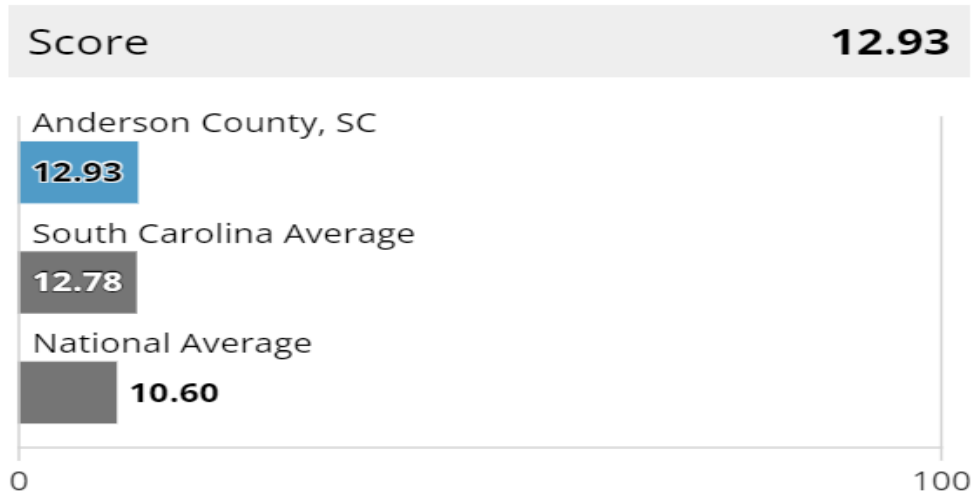 Score 12.93
Anderson County, SC
12.93
South Carolina Average
12.78
National Average
10.60
0 100